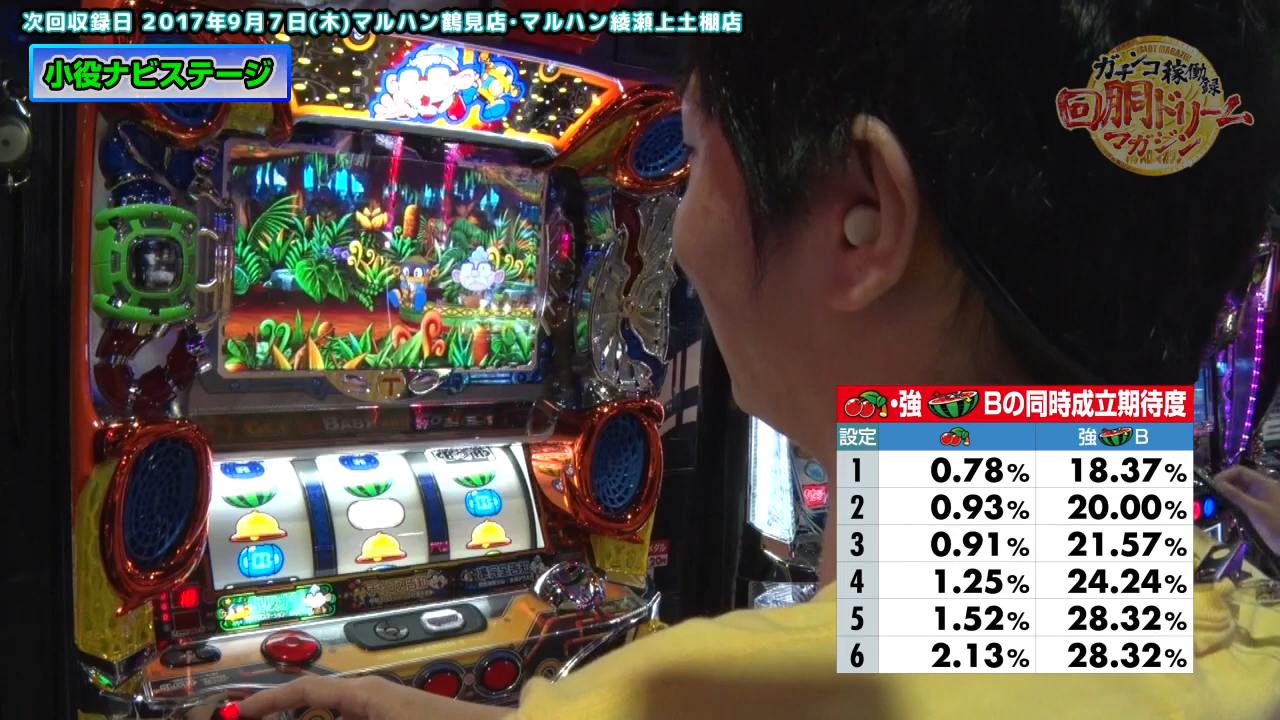 次回収録日 2017年9月7日(木)マルハン鶴見店・マルハン綾瀬上土棚店
小役ナビステージ
SLOT MAGAZINE
ガチンコ稼働録
回胴ドリーム
マガジン
T
・強 Bの同時成立期待度
設定 強 B
1 0.78% 18.37%
2 0.93% 20.00%
3 0.91% 21.57%
4 1.25% 24.24%
5 1.52% 28.32%
6 2.13% 28.32%